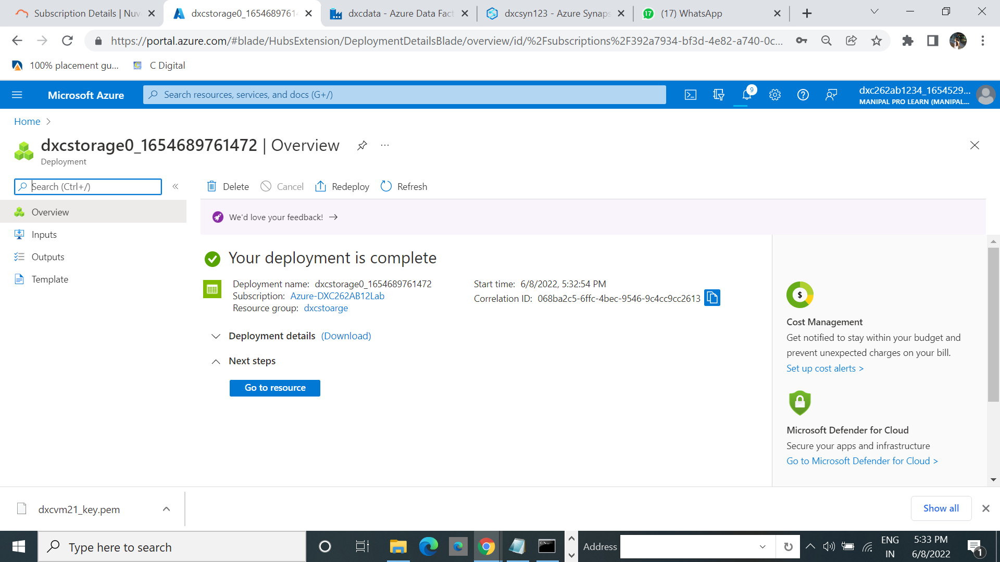 Subscription Details | Nuv
dxcstorage0_16546897614
dxcdata - Azure Data Fact
dxcsyn123 - Azure Synaps
17
(17) WhatsApp
https://portal.azure.com/#blade/HubsExtension/DeploymentDetailsBlade/overview/id/%2Fsubscriptions%2F392a7934-bf3d-4e82-a740-0c...
100% placement gu...
C Digital
Microsoft Azure
Search resources, services, and docs (G+/)
9
dxc262ab1234_1654529...
MANIPAL PRO LEARN (MANIPAL...
Home
dxcstorage0_1654689761472 | Overview
...
Deployment
Search (Ctrl+/)
Delete
Cancel
Redeploy
Refresh
Overview
Inputs
Outputs
Template
We'd love your feedback! →
Your deployment is complete
Deployment name: dxcstorage0_1654689761472
Subscription: Azure-DXC262AB12Lab
Resource group: dxcstoarge
Start time: 6/8/2022, 5:32:54 PM
Correlation ID: 068ba2c5-6ffc-4bec-9546-9c4cc9cc2613
Deployment details (Download)
Next steps
Go to resource
$
Cost Management
Get notified to stay within your budget and
prevent unexpected charges on your bill.
Set up cost alerts >
Microsoft Defender for Cloud
Secure your apps and infrastructure
Go to Microsoft Defender for Cloud >
dxcvm21_key.pem
Show all
Type here to search
Address
ENG
IN
5:33 PM
6/8/2022
1